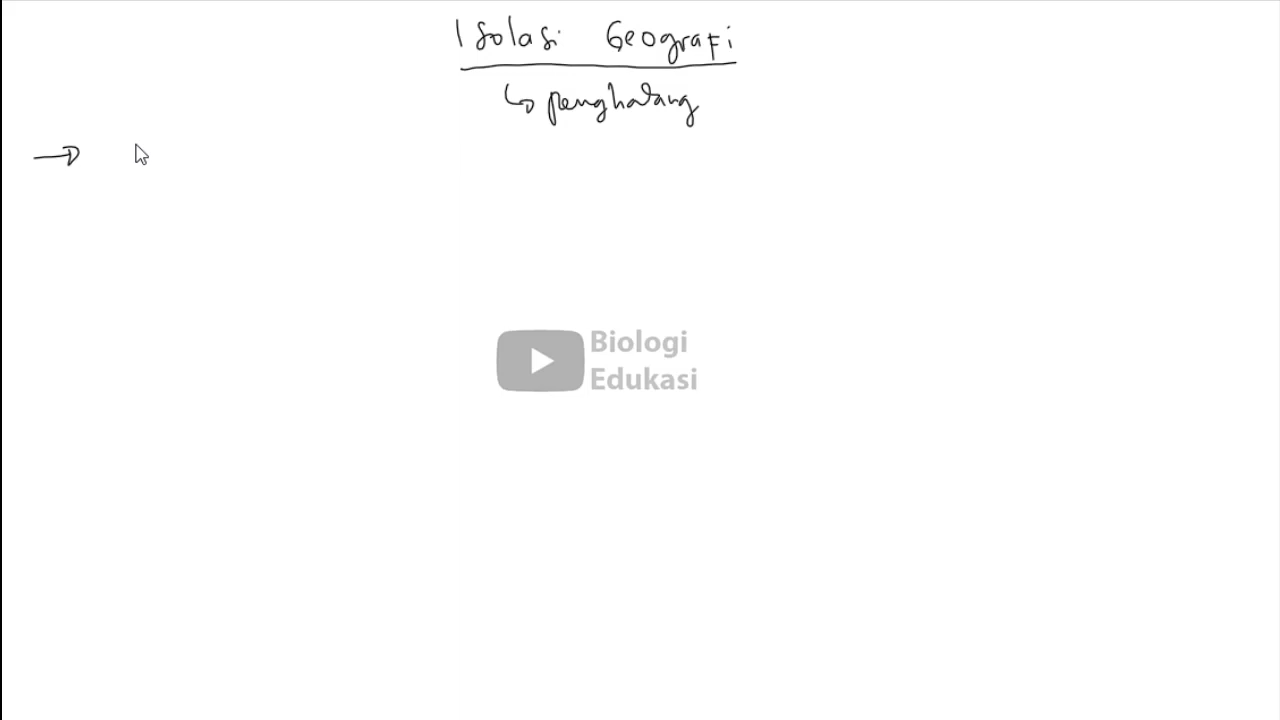 Isolasi Geografi
↳ penghalang
→
Biologi
Edukasi